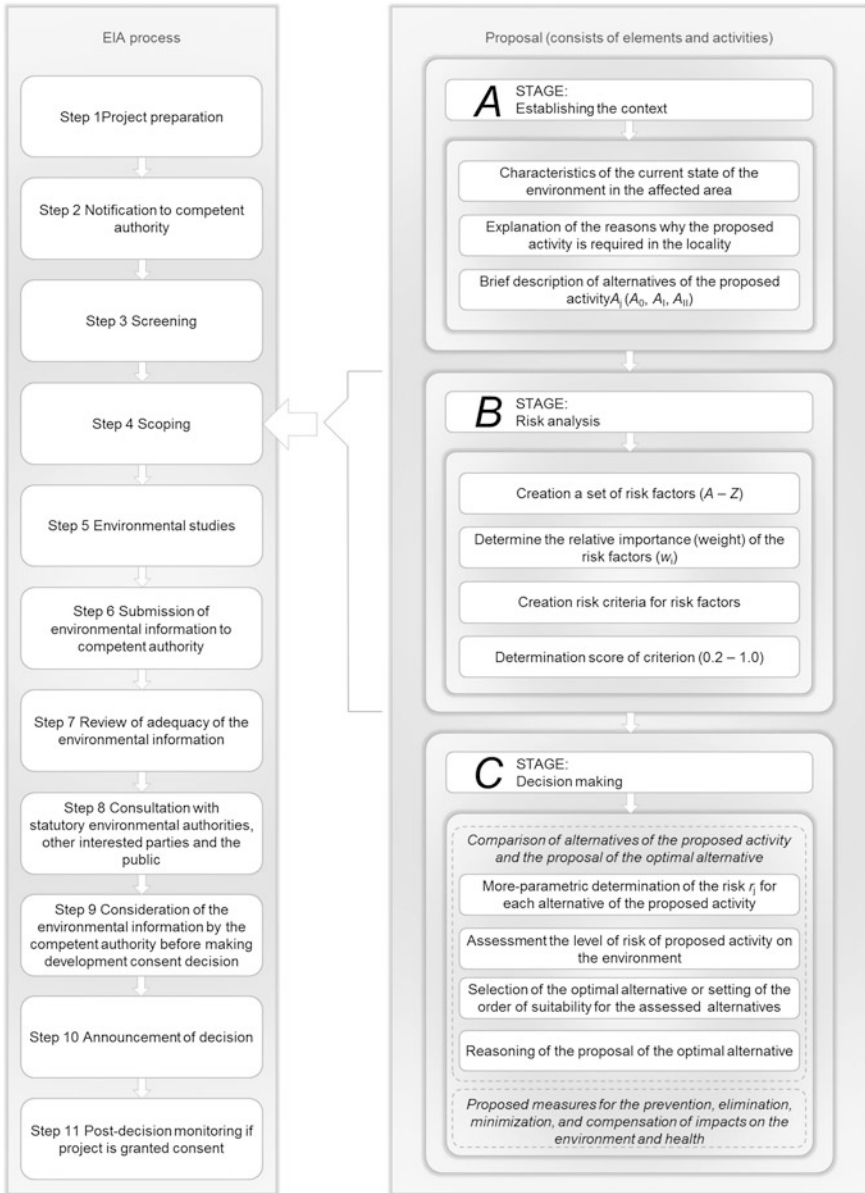 EIA process
Step 1Project preparation
Step 2 Notification to competent
authority
Step 3 Screening
Step 4 Scoping
Step 5 Environmental studies
Step 6 Submission of
environmental information to
competent authority
Step 7 Review of adequacy of the
environmental information
Step 8 Consultation with
statutory environmental authorities,
other interested parties and the
public
Step 9 Consideration of the
environmental information by the
competent authority before making
development consent decision
Step 10 Announcement of decision
Step 11 Post-decision monitoring if
project is granted consent
Proposal (consists of elements and activities)
A STAGE:
Establishing the context
Characteristics of the current state of the
environment in the affected area
Explanation of the reasons why the proposed
activity is required in the locality
Brief description of alternatives of the proposed
activityAj (A0, AI, AII)
B STAGE:
Risk analysis
Creation a set of risk factors (A – Z)
Determine the relative importance (weight) of the
risk factors (wi)
Creation risk criteria for risk factors
Determination score of criterion (0.2 – 1.0)
C STAGE:
Decision making
Comparison of alternatives of the proposed activity
and the proposal of the optimal alternative
More-parametric determination of the risk rj for
each alternative of the proposed activity
Assessment the level of risk of proposed activity on
the environment
Selection of the optimal alternative or setting of the
order of suitability for the assessed alternatives
Reasoning of the proposal of the optimal alternative
Proposed measures for the prevention, elimination,
minimization, and compensation of impacts on the
environment and health